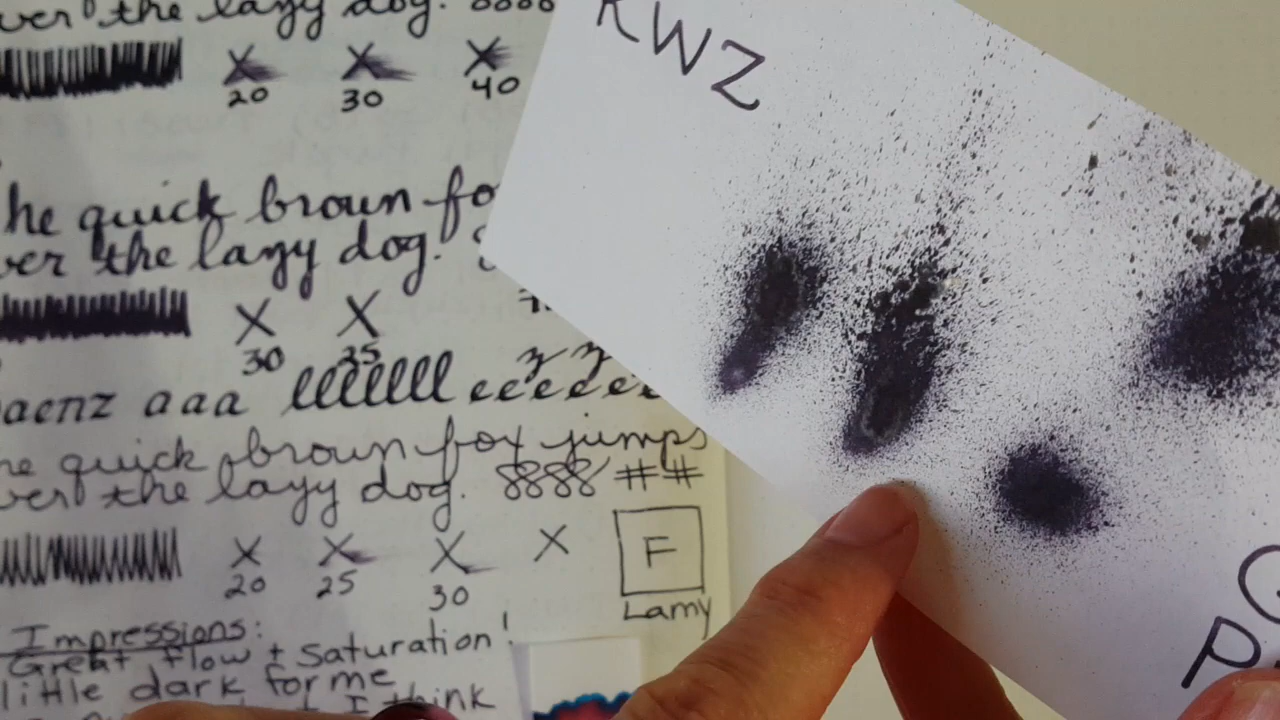 ver the lazy dog. 8888
X X X
20 30 40
he quick brown fo
ver the lazy dog.
X X
30 35
aenz aaa llllllll eeeeee
he quick brown fox jumps
ver the lazy dog. 8888 ##
X X X X
20 25 30
F
Lamy
Impressions:
Great flow + saturation!
little dark for me
I think
RWZ
P